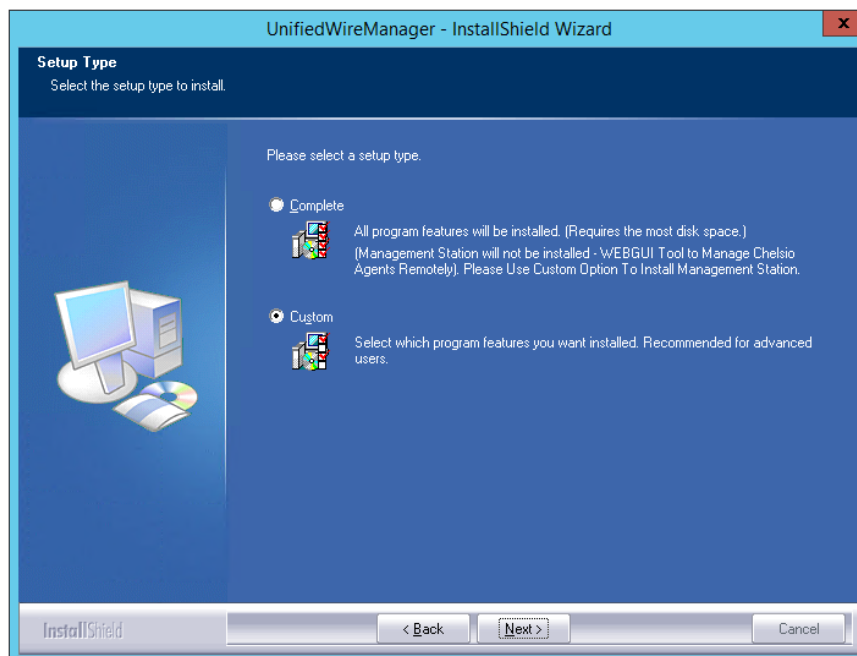 UnifiedWireManager - InstallShield Wizard
x
Setup Type
Select the setup type to install.
Please select a setup type.
Complete
All program features will be installed. (Requires the most disk space.)
(Management Station will not be installed - WEBGUI Tool to Manage Chelsio
Agents Remotely). Please Use Custom Option To Install Management Station.
Custom
Select which program features you want installed. Recommended for advanced
users.
InstallShield
< Back
Next >
Cancel